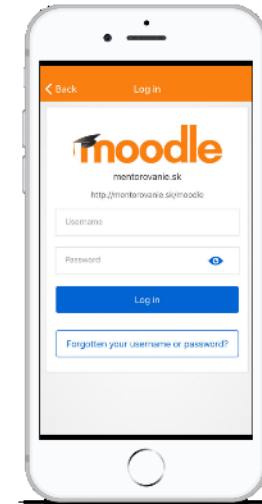 Back Log in
moodle
mentorovanie.sk
http://mentorovanie.sk/moodle
Username
Password
Log in
Forgotten your username or password?